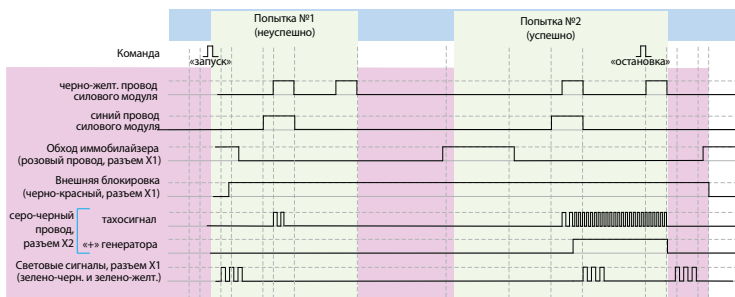 Попытка №1
(неуспешно)
Попытка №2
(успешно)
Команда
«запуск»
«остановка»
черно-желт. провод
силового модуля
синий провод
силового модуля
Обход иммобилайзера
(розовый провод, разъем X1)
Внешняя блокировка
(черно-красный, разъем X1)
серо-черный
провод,
разъем X2
тахосигнал
«+» генератора
Световые сигналы, разъем X1
(зелено-черн. и зелено-желт.)